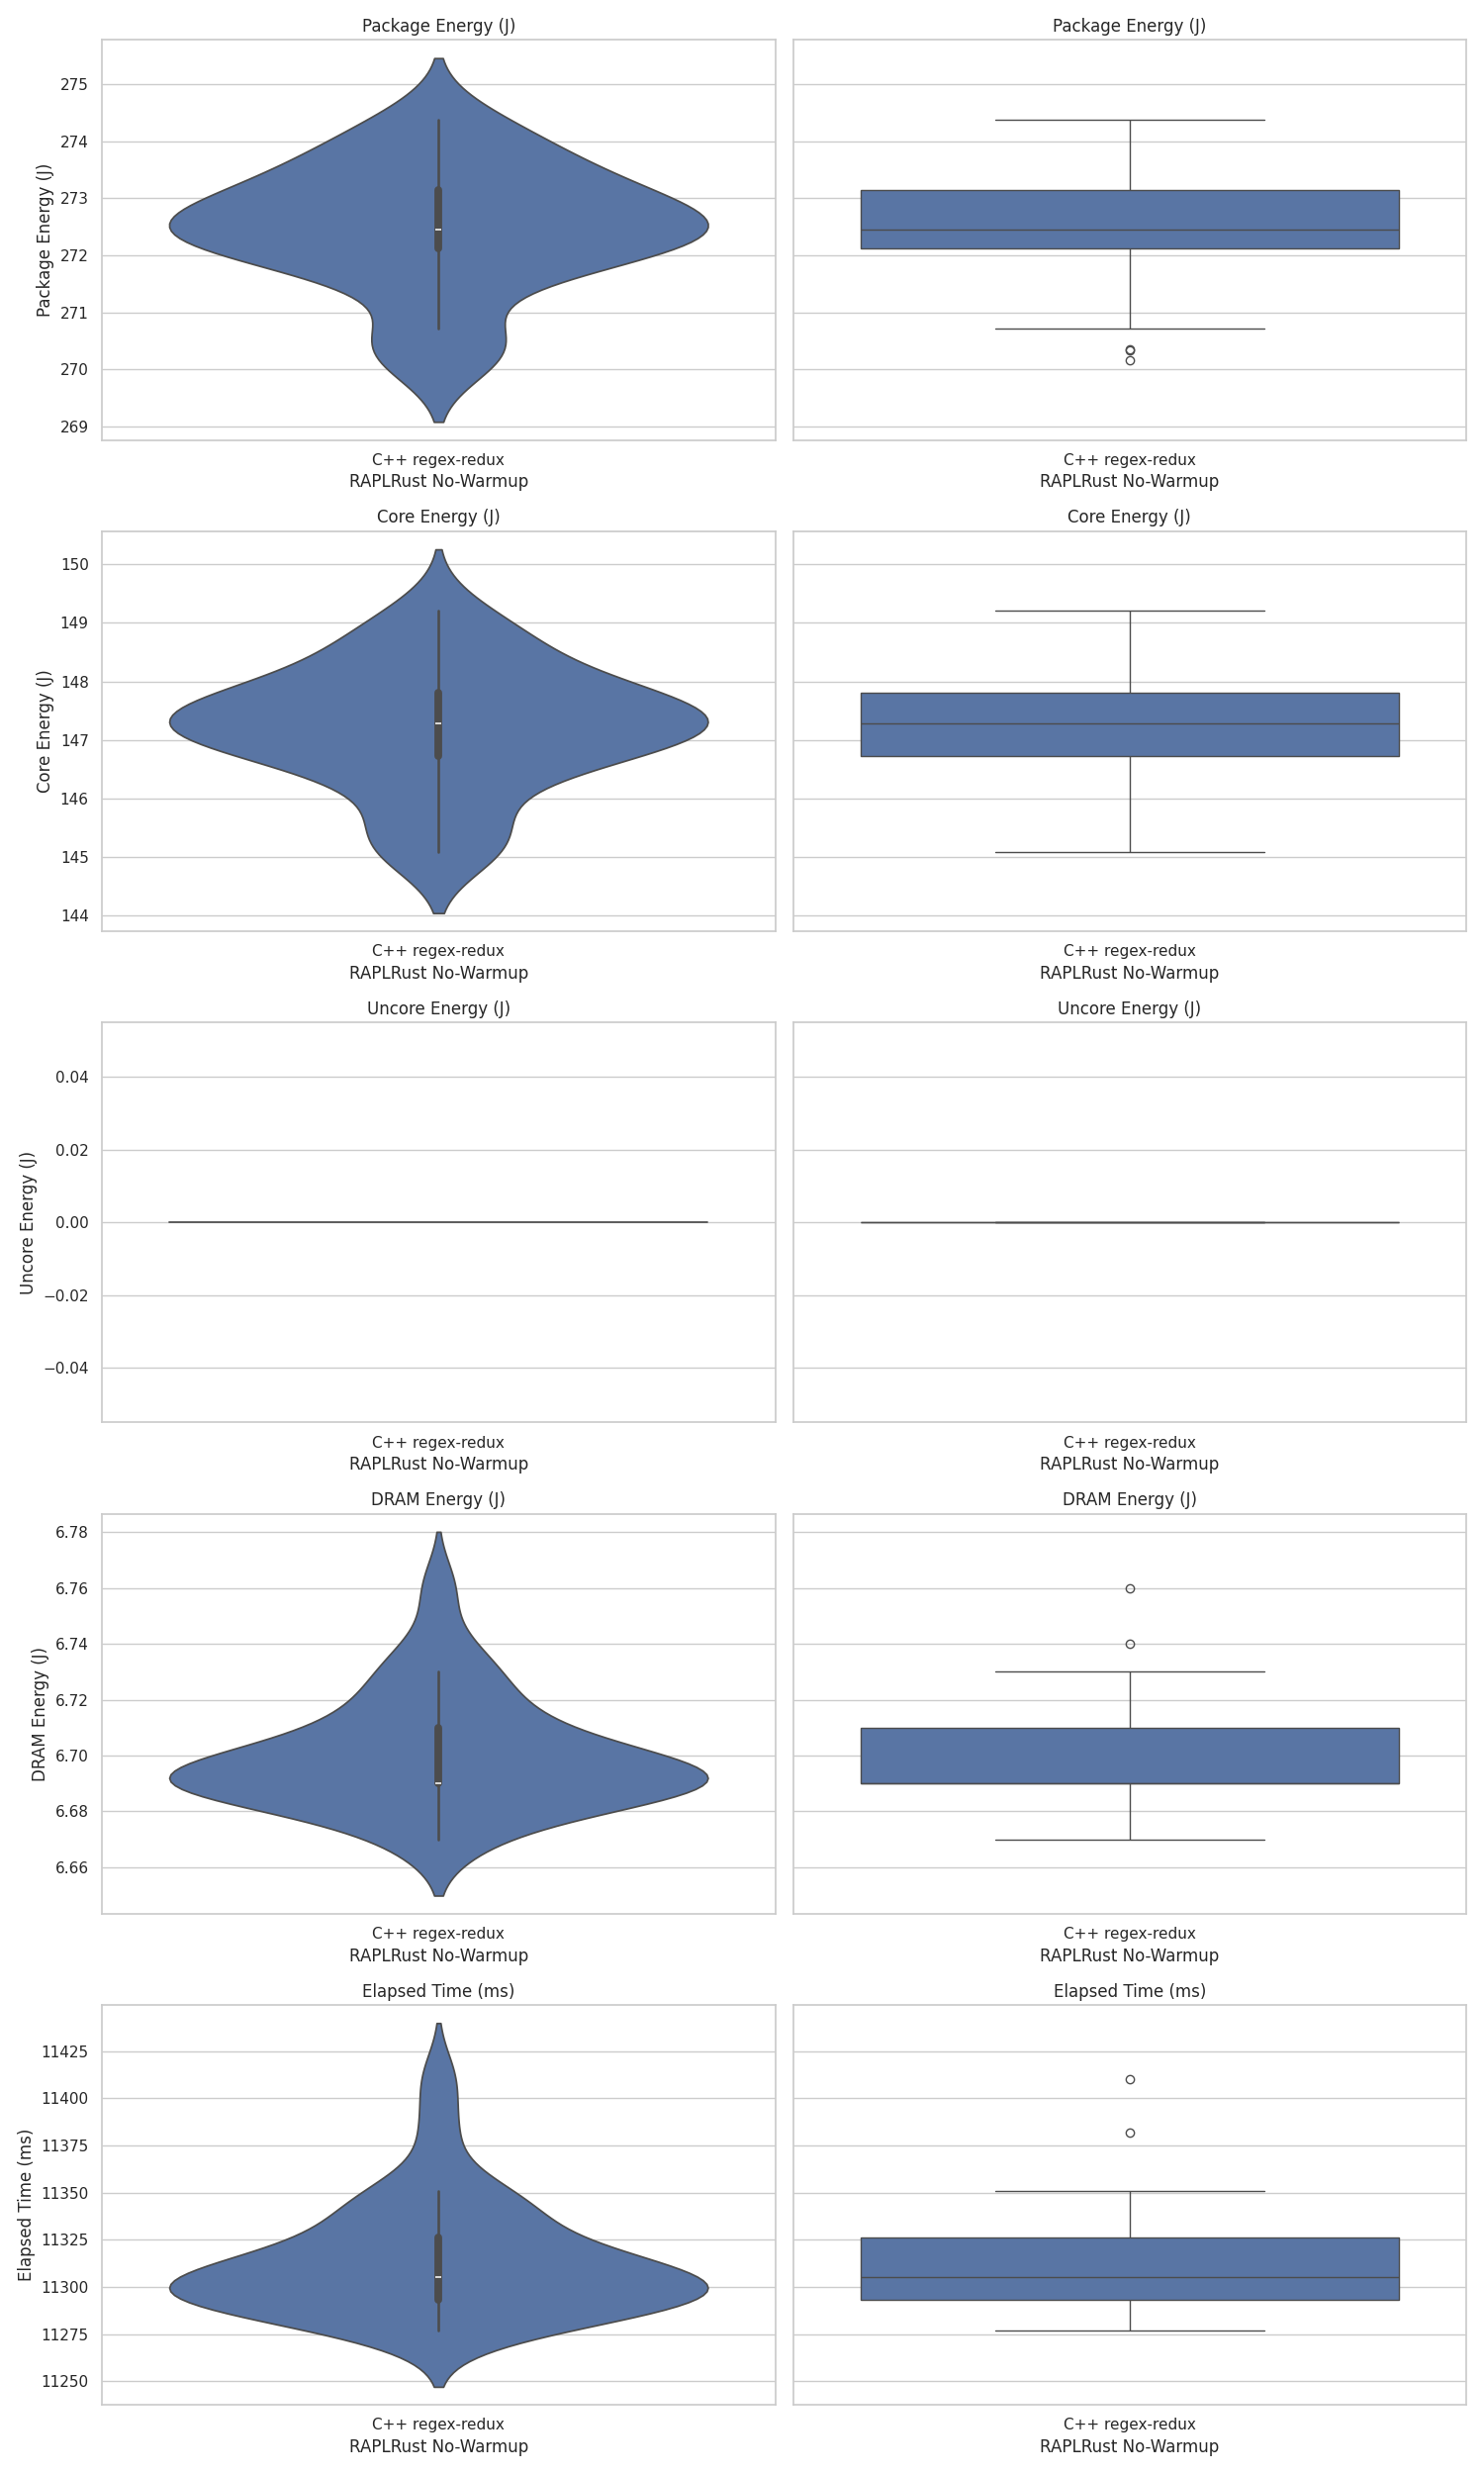 Package Energy (J)
Package Energy (J)
Package Energy (J)
275
274
273
272
271
270
269
C++ regex-redux
C++ regex-redux
RAPLRust No-Warmup
RAPLRust No-Warmup
Core Energy (J)
Core Energy (J)
Core Energy (J)
150
149
148
147
146
145
144
C++ regex-redux
C++ regex-redux
RAPLRust No-Warmup
RAPLRust No-Warmup
Uncore Energy (J)
Uncore Energy (J)
Uncore Energy (J)
0.04
0.02
0.00
−0.02
−0.04
C++ regex-redux
C++ regex-redux
RAPLRust No-Warmup
RAPLRust No-Warmup
DRAM Energy (J)
DRAM Energy (J)
DRAM Energy (J)
6.78
6.76
6.74
6.72
6.70
6.68
6.66
C++ regex-redux
C++ regex-redux
RAPLRust No-Warmup
RAPLRust No-Warmup
Elapsed Time (ms)
Elapsed Time (ms)
Elapsed Time (ms)
11425
11400
11375
11350
11325
11300
11275
11250
C++ regex-redux
C++ regex-redux
RAPLRust No-Warmup
RAPLRust No-Warmup